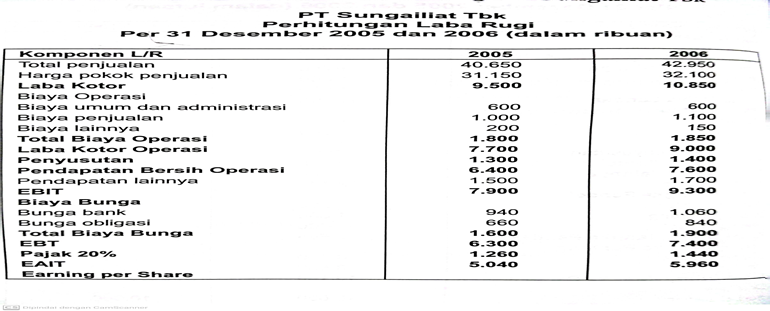 PT Sungailiat Tbk
Perhitungan Laba Rugi
Per 31 Desember 2005 dan 2006 (dalam ribuan)
Komponen L/R 2005 2006
Total penjualan 40.650 42.950
Harga pokok penjualan 31.150 32.100
Laba Kotor 9.500 10.850
Biaya Operasi
Biaya umum dan administrasi 600 600
Biaya penjualan 1.000 1.100
Biaya lainnya 200 150
Total Biaya Operasi 1.800 1.850
Laba Kotor Operasi 7.700 9.000
Penyusutan 1.300 1.400
Pendapatan Bersih Operasi 6.400 7.600
Pendapatan lainnya 1.500 1.700
EBIT 7.900 9.300
Biaya Bunga
Bunga bank 940 1.060
Bunga obligasi 660 840
Total Biaya Bunga 1.600 1.900
EBT 6.300 7.400
Pajak 20% 1.260 1.440
EAIT 5.040 5.960
Earning per Share
CS Dipindai dengan CamScanner